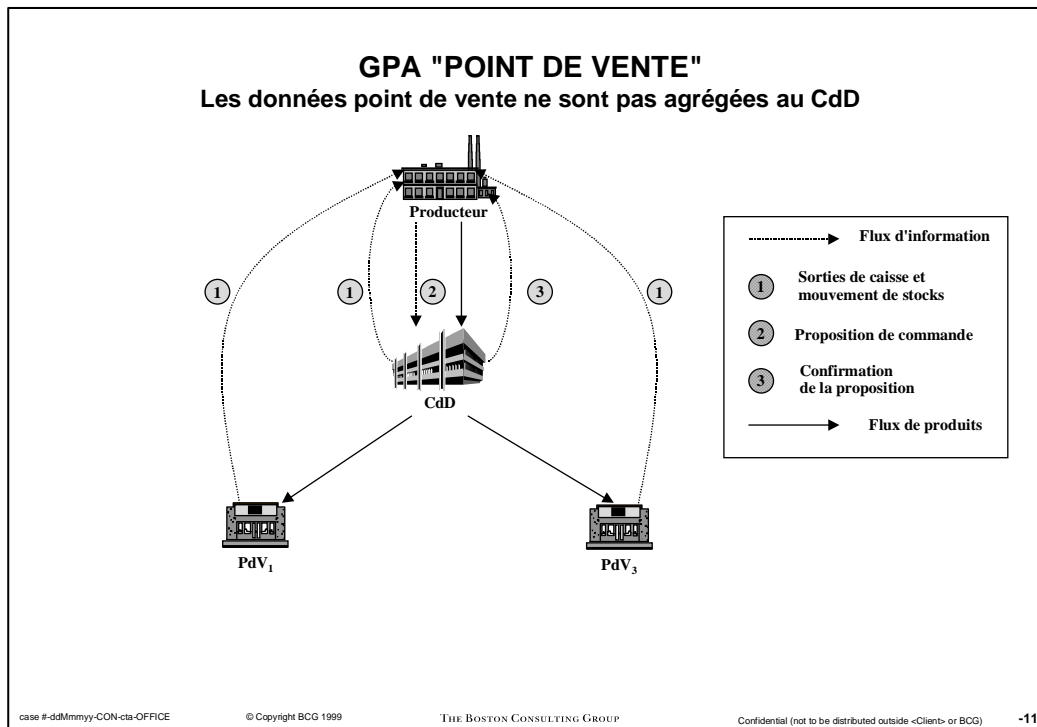 GPA "POINT DE VENTE"
Les données point de vente ne sont pas agrégées au CdD
Producteur
1
1
2
3
1
CdD
PdV1
PdV3
Flux d'information
1 Sorties de caisse et
mouvement de stocks
2 Proposition de commande
3 Confirmation
de la proposition
Flux de produits
case #-ddMmmyy-CON-cta-OFFICE
© Copyright BCG 1999
THE BOSTON CONSULTING GROUP
Confidential (not to be distributed outside <Client> or BCG)
-11